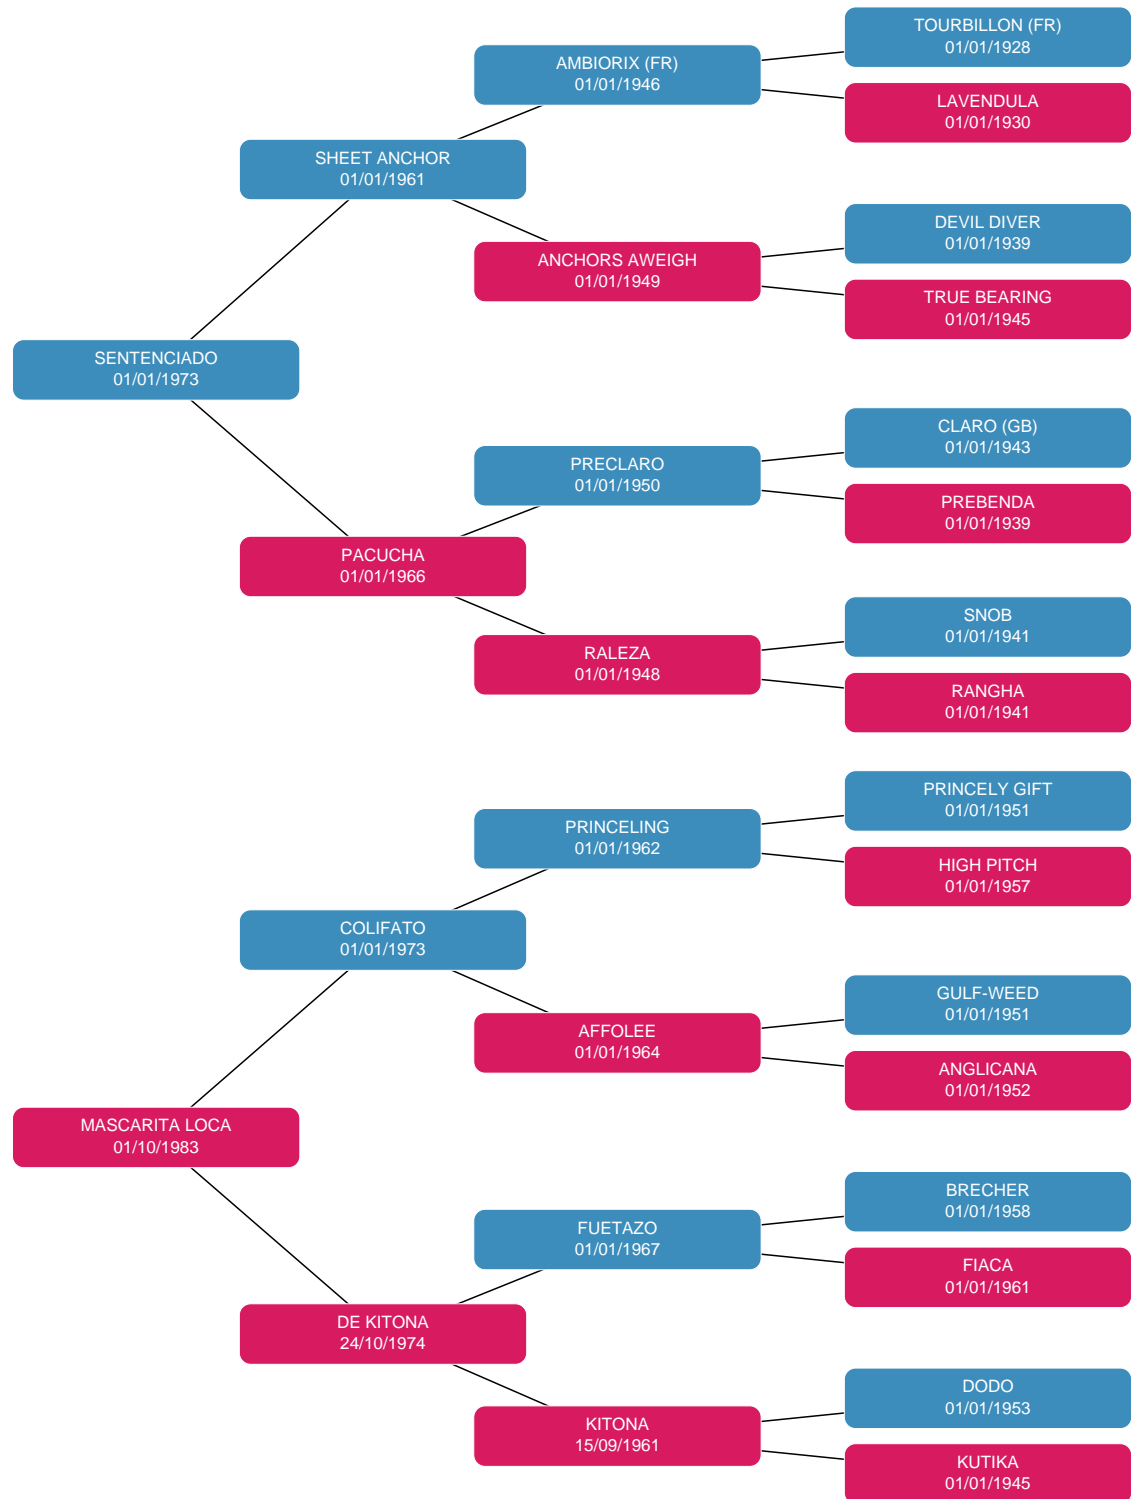 TOURBILLON (FR)
01/01/1928
AMBIORIX (FR)
01/01/1946
LAVENDULA
01/01/1930
SHEET ANCHOR
01/01/1961
DEVIL DIVER
01/01/1939
ANCHORS AWEIGH
01/01/1949
TRUE BEARING
01/01/1945
SENTENCIADO
01/01/1973
CLARO (GB)
01/01/1943
PRECLARO
01/01/1950
PREBENDA
01/01/1939
PACUCHA
01/01/1966
SNOB
01/01/1941
RALEZA
01/01/1948
RANGHA
01/01/1941
PRINCELY GIFT
01/01/1951
PRINCELING
01/01/1962
HIGH PITCH
01/01/1957
COLIFATO
01/01/1973
GULF-WEED
01/01/1951
AFFOLEE
01/01/1964
ANGLICANA
01/01/1952
MASCARITA LOCA
01/10/1983
BRECHER
01/01/1958
FUETAZO
01/01/1967
FIACA
01/01/1961
DE KITONA
24/10/1974
DODO
01/01/1953
KITONA
15/09/1961
KUTIKA
01/01/1945